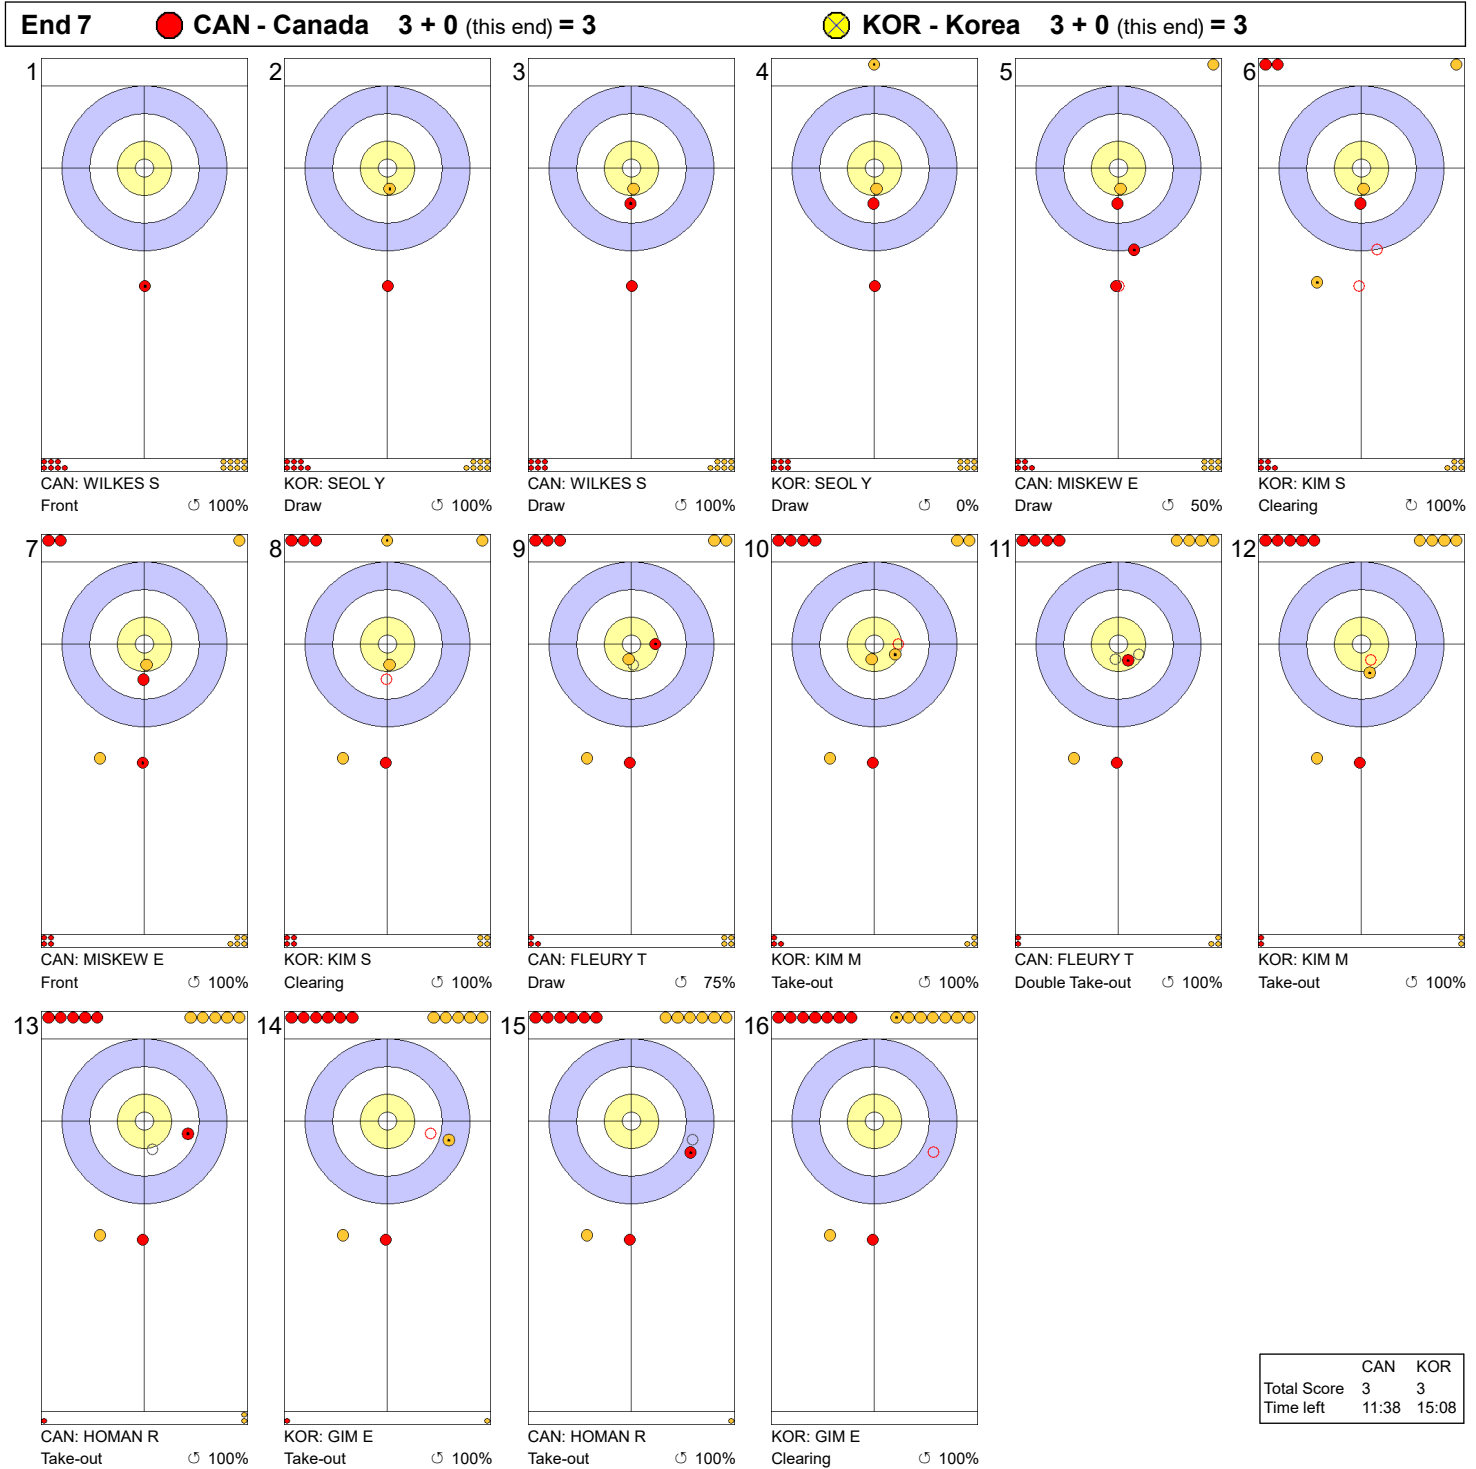 End 7 CAN - Canada 3 + 0 (this end) = 3 KOR - Korea 3 + 0 (this end) = 3
1 2 3 4 5 6
CAN: WILKES S KOR: SEOL Y CAN: WILKES S KOR: SEOL Y CAN: MISKEW E KOR: KIM S
Front ↺ 100% Draw ↺ 100% Draw ↺ 100% Draw ↺ 0% Draw ↺ 50% Clearing ↻ 100%
7 8 9 10 11 12
CAN: MISKEW E KOR: KIM S CAN: FLEURY T KOR: KIM M CAN: FLEURY T KOR: KIM M
Front ↺ 100% Clearing ↺ 100% Draw ↺ 75% Take-out ↺ 100% Double Take-out ↺ 100% Take-out ↺ 100%
13 14 15 16
CAN: HOMAN R KOR: GIM E CAN: HOMAN R KOR: GIM E
Take-out ↺ 100% Take-out ↺ 100% Take-out ↺ 100% Clearing ↺ 100%
CAN KOR
Total Score 3 3
Time left 11:38 15:08